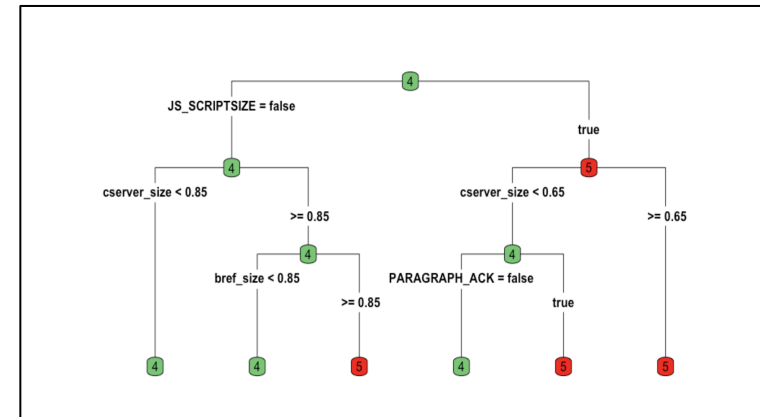 4
JS_SCRIPTSIZE = false
true
4
5
cserver_size < 0.85
cserver_size < 0.65
>= 0.85
>= 0.65
4
4
bref_size < 0.85
PARAGRAPH_ACK = false
>= 0.85
true
4
4
5
4
5
5